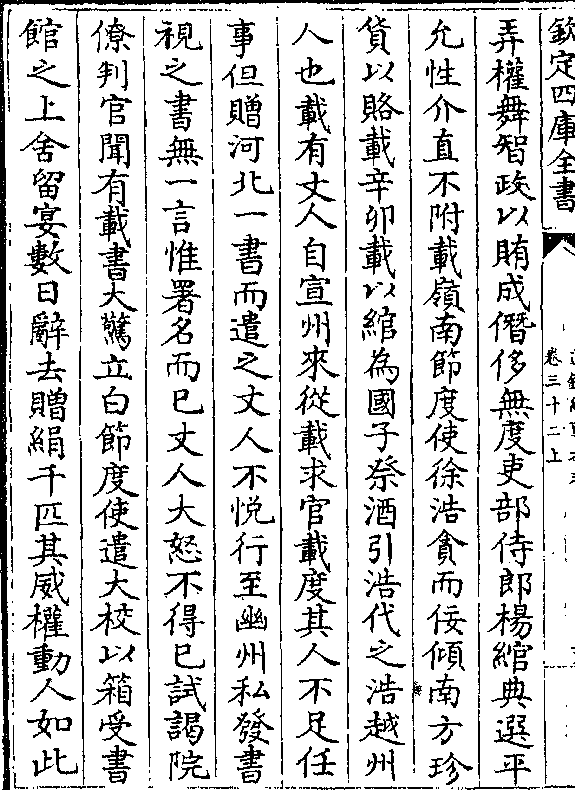 欽定四庫全書
卷三十二上
弄權舞智政以賄成僭侈無度吏部侍郎楊綰典選平
允性介直不附載嶺南節度使徐浩貪而佞傾南方珍
貨以賂載辛卯載以綰為國子祭酒引浩代之浩越州
人也載有丈人自宣州來從載求官載度其人不足任
事但贈河北一書而遣之丈人不悅行至幽州私發書
視之書無一言惟署名而已丈人大怒不得已試謁院
僚判官聞有載書大驚立白節度使遣大校以箱受書
館之上舍留宴數日辭去贈絹千匹其威權動人如此